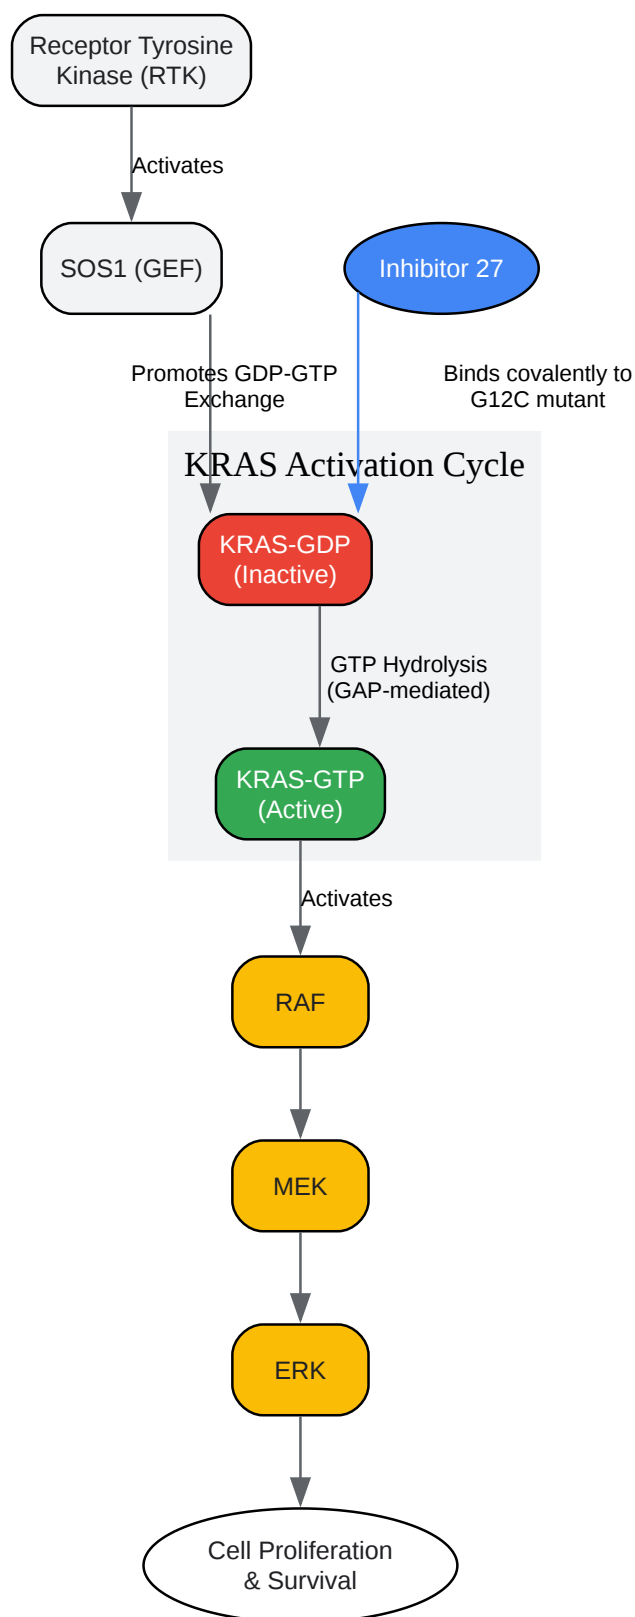 Receptor Tyrosine
Kinase (RTK)
Activates
SOS1 (GEF)
Inhibitor 27
Promotes GDP-GTP
Exchange
Binds covalently to
G12C mutant
KRAS Activation Cycle
KRAS-GDP
(Inactive)
GTP Hydrolysis
(GAP-mediated)
KRAS-GTP
(Active)
Activates
RAF
MEK
ERK
Cell Proliferation
& Survival